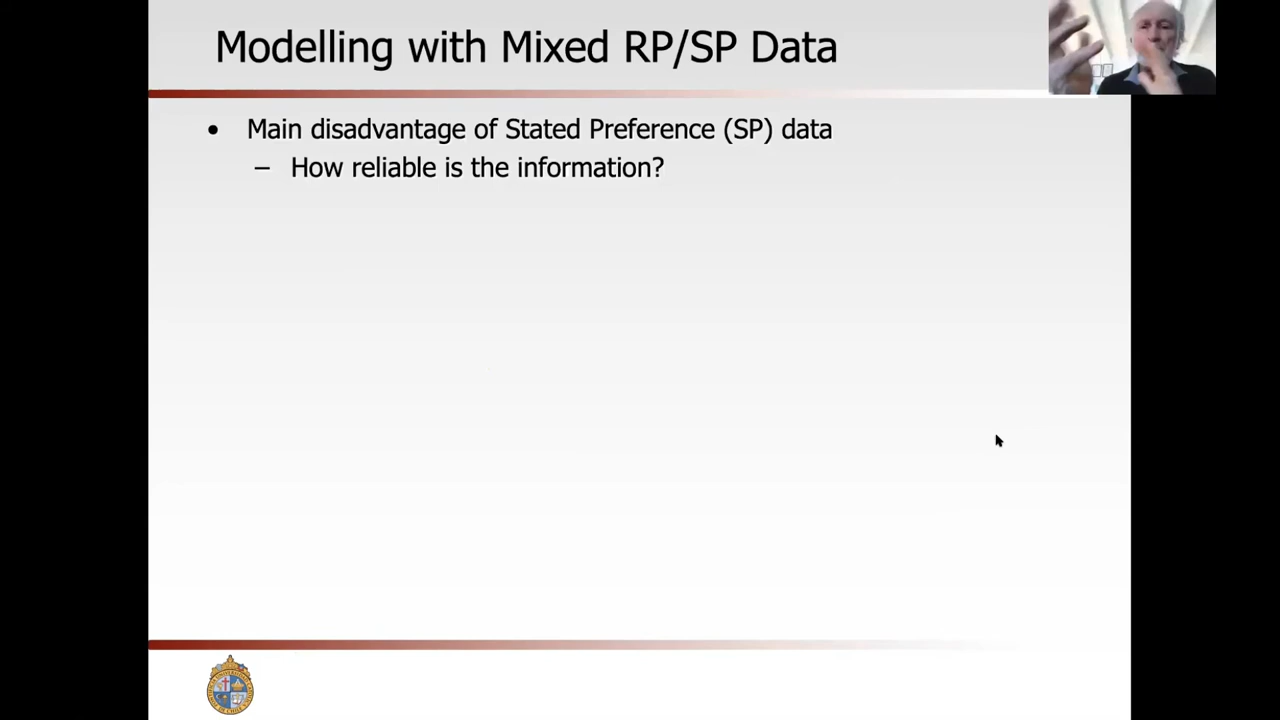 Modelling with Mixed RP/SP Data
• Main disadvantage of Stated Preference (SP) data
– How reliable is the information?